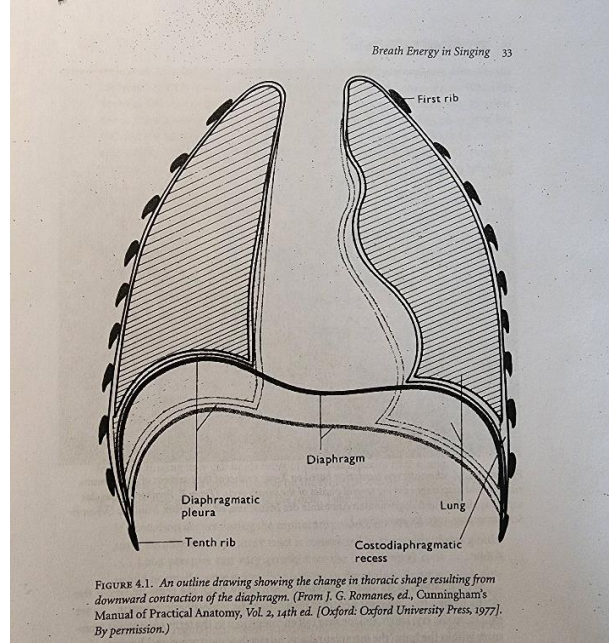 Breath Energy in Singing 33
First rib
Diaphragm
Diaphragmatic
pleura
Lung
Tenth rib
Costodiaphragmatic
recess
FIGURE 4.1. An outline drawing showing the change in thoracic shape resulting from
downward contraction of the diaphragm. (From J. G. Romanes, ed., Cunningham's
Manual of Practical Anatomy, Vol. 2, 14th ed. [Oxford: Oxford University Press, 1977].
By permission.)